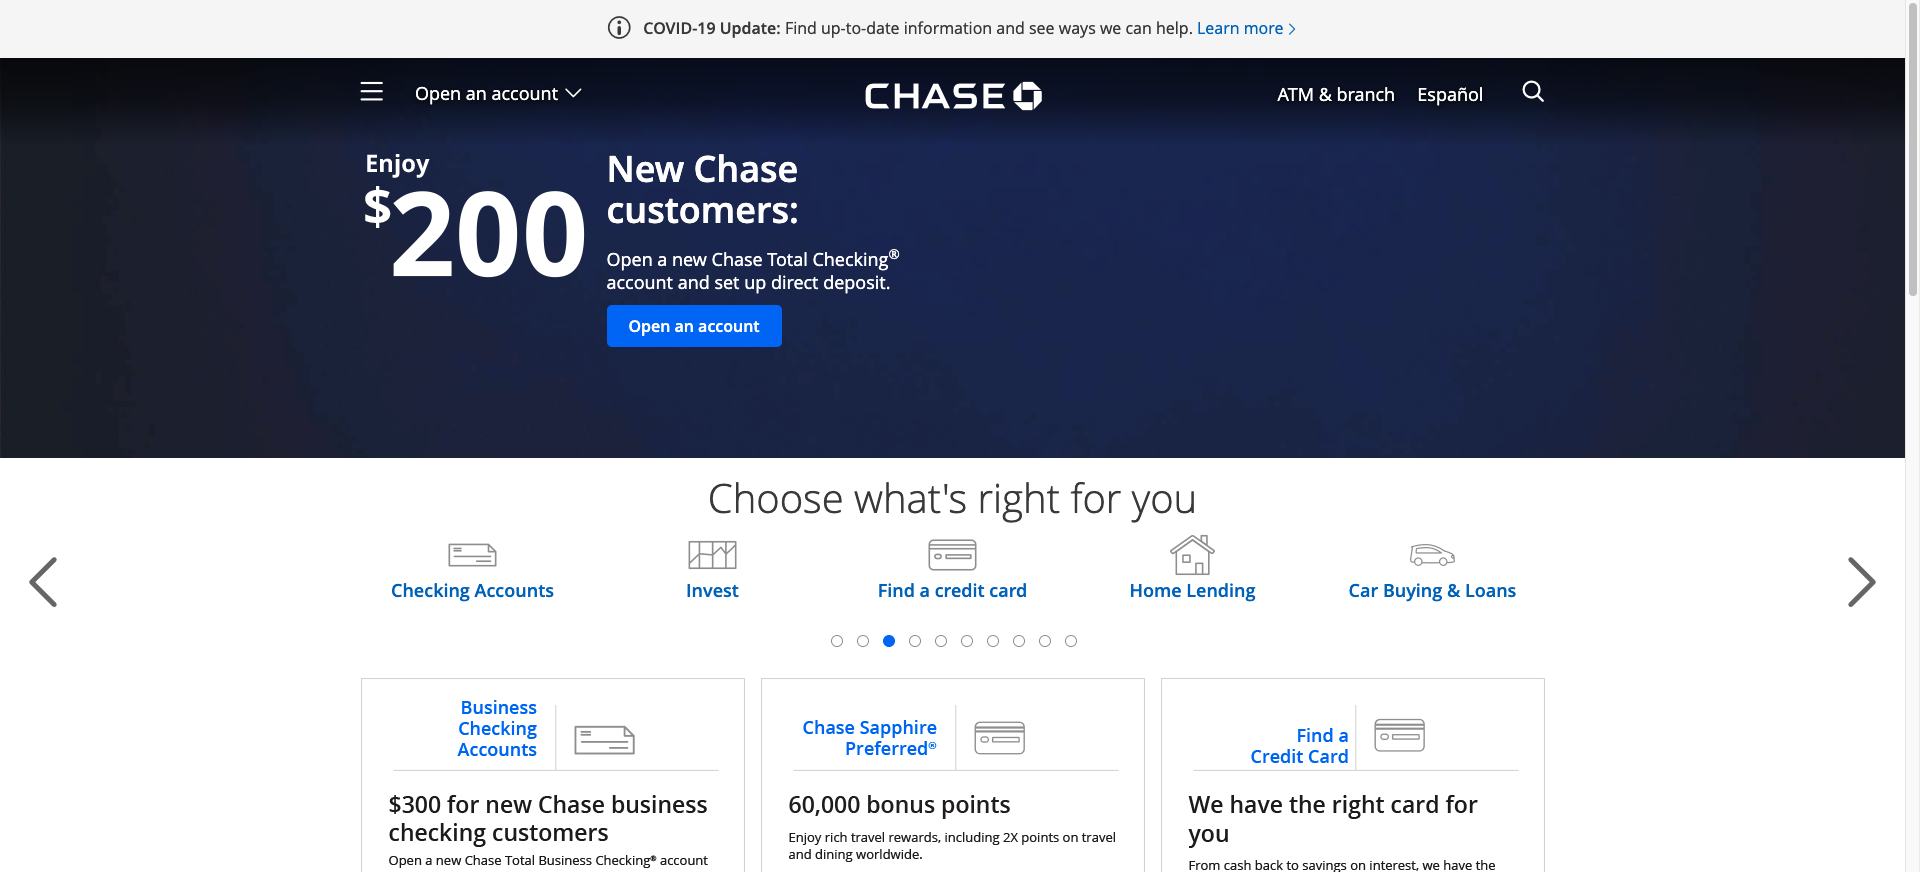 COVID-19 Update: Find up-to-date information and see ways we can help. Learn more
Open an account
CHASE
ATM & branch
Español
Enjoy
$200
New Chase
customers:
Open a new Chase Total Checking®
account and set up direct deposit.
Open an account
Choose what's right for you
Checking Accounts
Invest
Find a credit card
Home Lending
Car Buying & Loans
Business
Checking
Accounts
$300 for new Chase business
checking customers
Open a new Chase Total Business Checking® account
Chase Sapphire
Preferred®
60,000 bonus points
Enjoy rich travel rewards, including 2X points on travel
and dining worldwide.
Find a
Credit Card
We have the right card for
you
From cash back to savings on interest, we have the